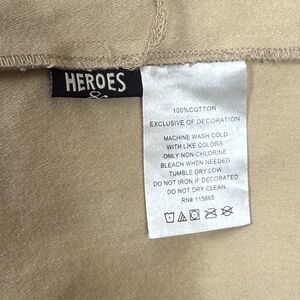 HEROES
&
100%COTTON
EXCLUSIVE OF DECORATION
MACHINE WASH COLD
WITH LIKE COLORS.
ONLY NON-CHLORINE
BLEACH WHEN NEEDED.
TUMBLE DRY LOW.
DO NOT IRON IF DECORATED.
DO NOT DRY CLEAN.
RN# 115665